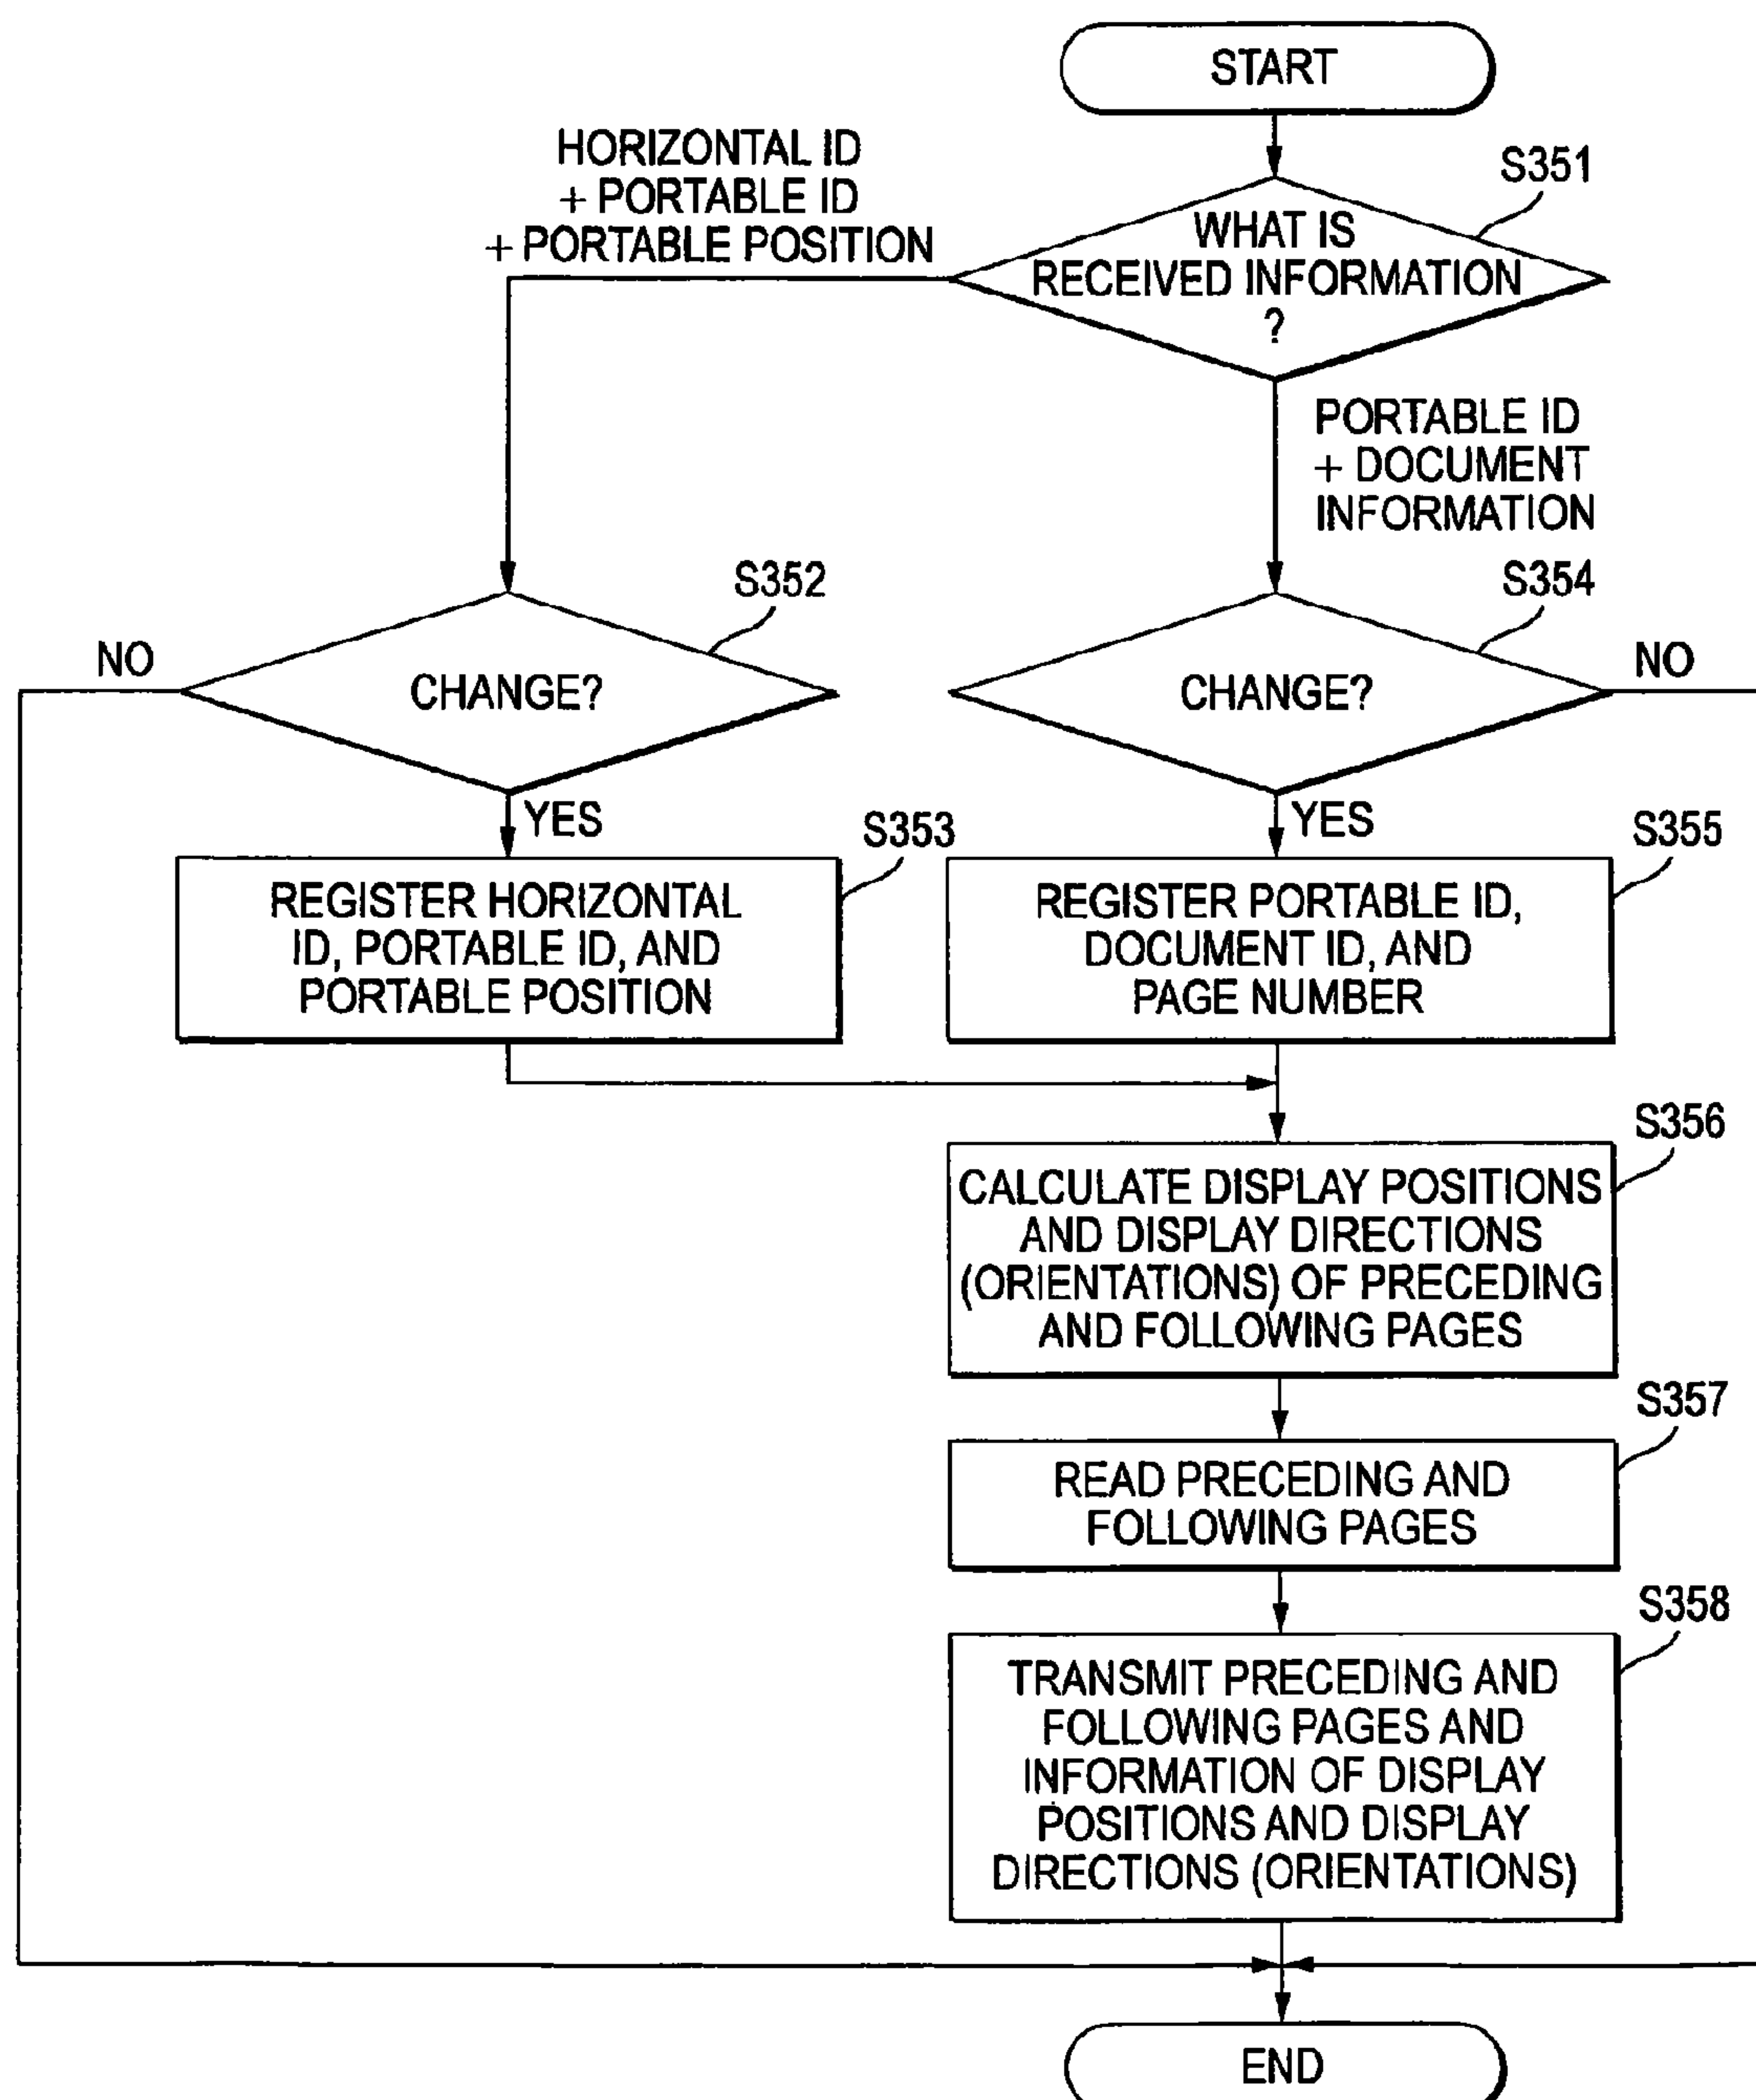 START
HORIZONTAL ID
+ PORTABLE ID
+ PORTABLE POSITION
S351
WHAT IS
RECEIVED INFORMATION
?
PORTABLE ID
+ DOCUMENT
INFORMATION
S352
S354
NO
CHANGE?
CHANGE?
NO
YES
YES
S353
S355
REGISTER HORIZONTAL
ID, PORTABLE ID, AND
PORTABLE POSITION
REGISTER PORTABLE ID,
DOCUMENT ID, AND
PAGE NUMBER
S356
CALCULATE DISPLAY POSITIONS
AND DISPLAY DIRECTIONS
(ORIENTATIONS) OF PRECEDING
AND FOLLOWING PAGES
S357
READ PRECEDING AND
FOLLOWING PAGES
S358
TRANSMIT PRECEDING AND
FOLLOWING PAGES AND
INFORMATION OF DISPLAY
POSITIONS AND DISPLAY
DIRECTIONS (ORIENTATIONS)
END